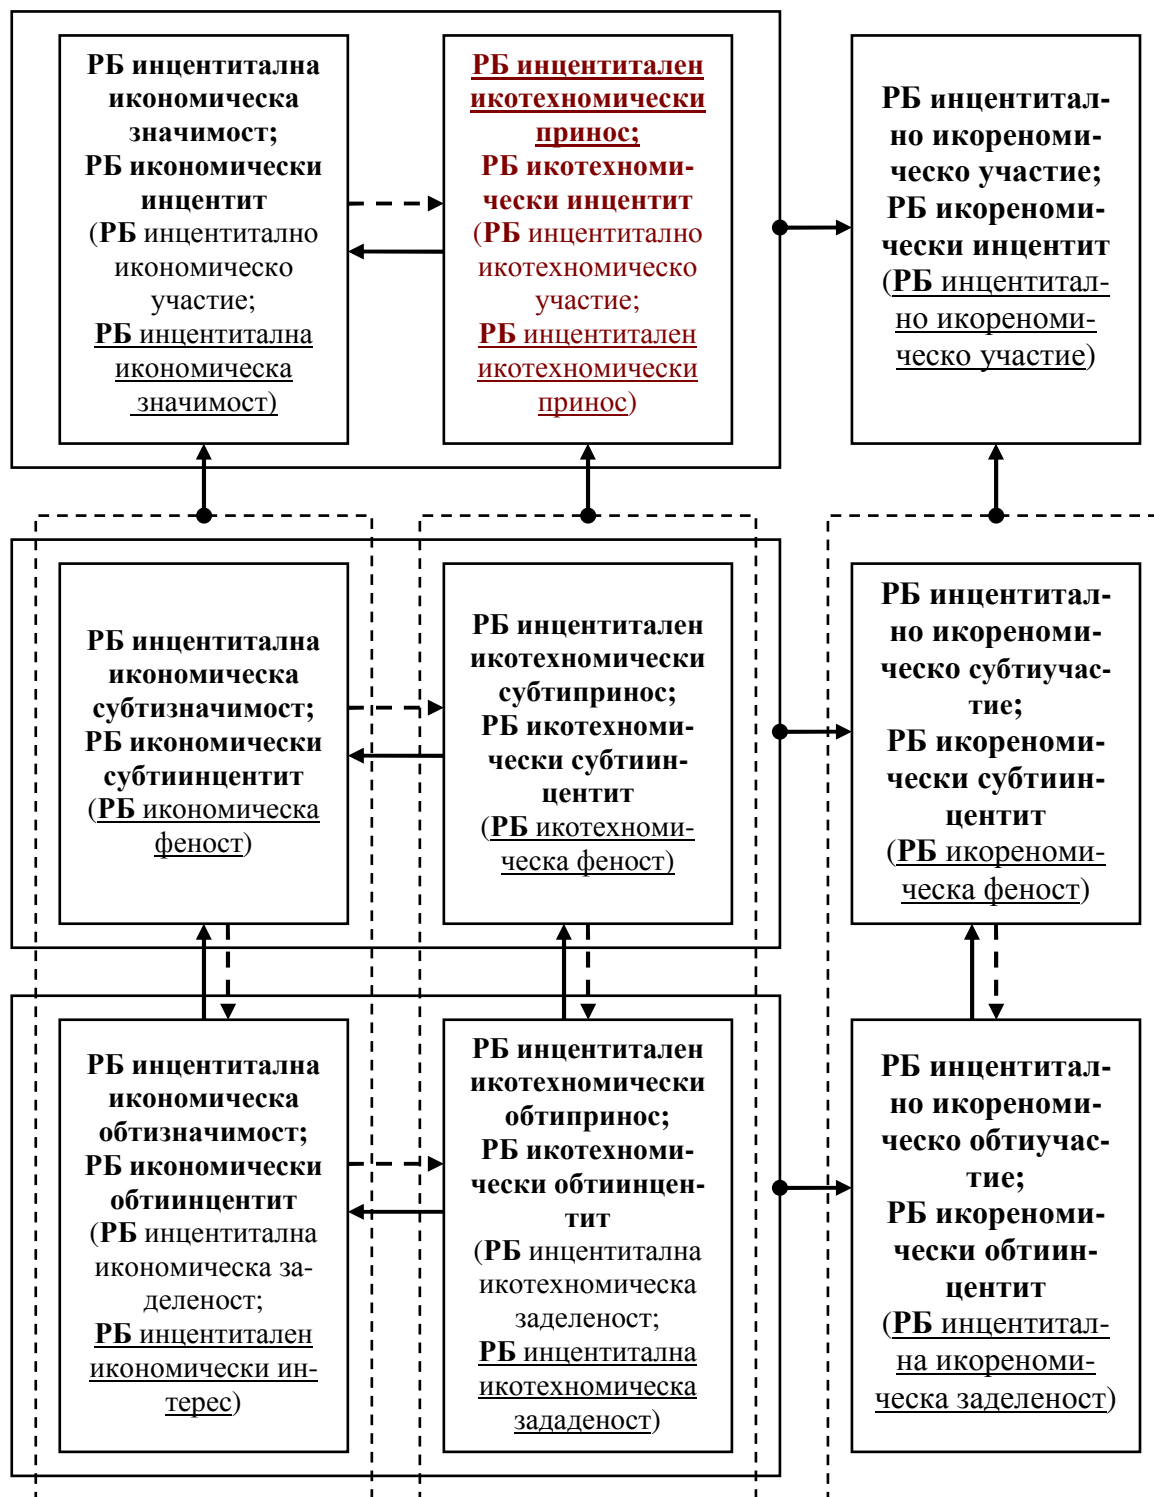 РБ инцентитална
икономическа
значимост;
РБ икономически
инцентит
(РБ инцентитално
икономическо
участие;
РБ инцентитална
икономическа
значимост)
РБ инцентитален
икотехномически
принос;
РБ икотехноми-
чески инцентит
(РБ инцентитално
икотехномическо
участие;
РБ инцентитален
икотехномически
принос)
РБ инцентитал-
но икореноми-
ческо участие;
РБ икореноми-
чески инцентит
(РБ инцентитал-
но икореноми-
ческо участие)
РБ инцентитална
икономическа
субтизначимост;
РБ икономически
субтиинцентит
(РБ икономическа
феност)
РБ инцентитален
икотехномически
субтипринос;
РБ икотехноми-
чески субтиин-
центит
(РБ икотехноми-
ческа феност)
РБ инцентитал-
но икореноми-
ческо субтиучас-
тие;
РБ икореноми-
чески субтиин-
центит
(РБ икореноми-
ческа феност)
РБ инцентитална
икономическа
обтизначимост;
РБ икономически
обтиинцентит
(РБ инцентитална
икономическа за-
деленост;
РБ инцентитален
икономически ин-
терес)
РБ инцентитален
икотехномически
обтипринос;
РБ икотехноми-
чески обтиинцен-
тит
(РБ инцентитална
икотехномическа
заделеност;
РБ инцентитална
икотехномическа
зададеност)
РБ инцентитал-
но икореноми-
ческо обтиучас-
тие;
РБ икореноми-
чески обтиин-
центит
(РБ инцентитал-
на икореноми-
ческа заделеност)